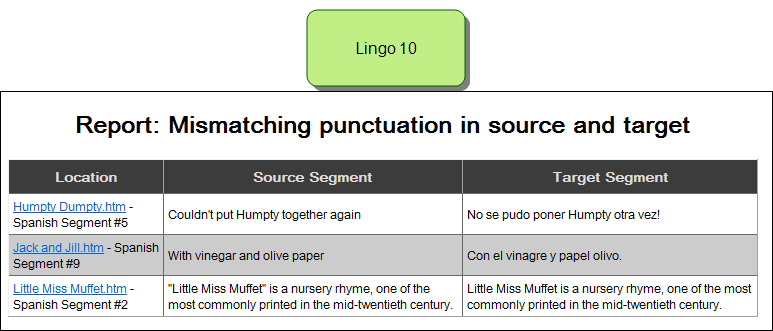 Lingo 10
Report: Mismatching punctuation in source and target
Location Source Segment Target Segment
Humpty Dumpty.htm -
Spanish Segment #5
Couldn't put Humpty together again
No se pudo poner Humpty otra vez!
Jack and Jill.htm - Spanish
Segment #9
With vinegar and olive paper
Con el vinagre y papel olivo.
Little Miss Muffet.htm -
Spanish Segment #2
"Little Miss Muffet" is a nursery rhyme, one of the
most commonly printed in the mid-twentieth century.
Little Miss Muffet is a nursery rhyme, one of the most
commonly printed in the mid-twentieth century.